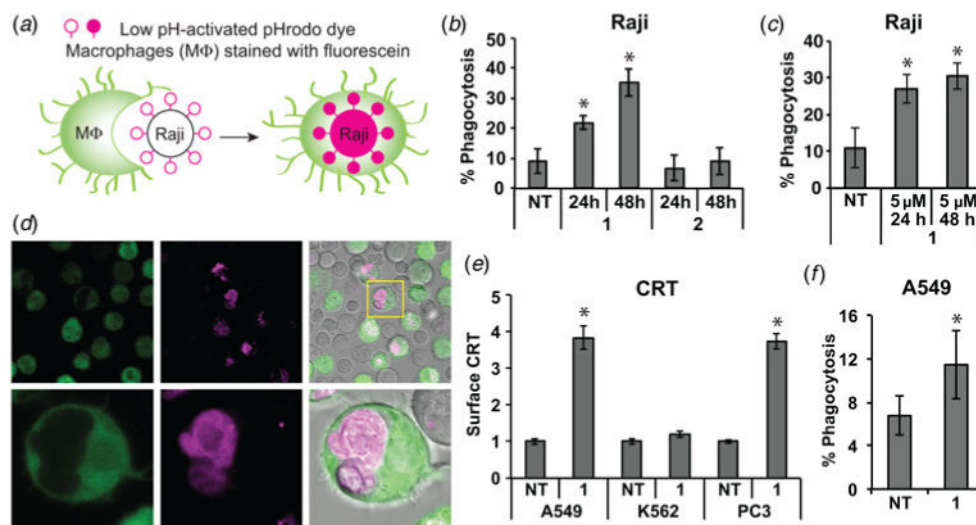 (a)
Low pH-activated pHrodo dye
Macrophages (MΦ) stained with fluorescein
MΦ
Raji
Raji
(b)
Raji
% Phagocytosis
50
40
30
20
10
0
*
*
NT
24h
48h
24h
48h
1
2
(c)
Raji
% Phagocytosis
40
30
20
10
0
*
*
NT
5 µM
24 h
5 µM
48 h
1
(d)
(e)
CRT
Surface CRT
5
4
3
2
1
0
*
*
NT
1
NT
1
NT
1
A549
K562
PC3
(f)
A549
% Phagocytosis
16
12
8
4
0
*
NT
1